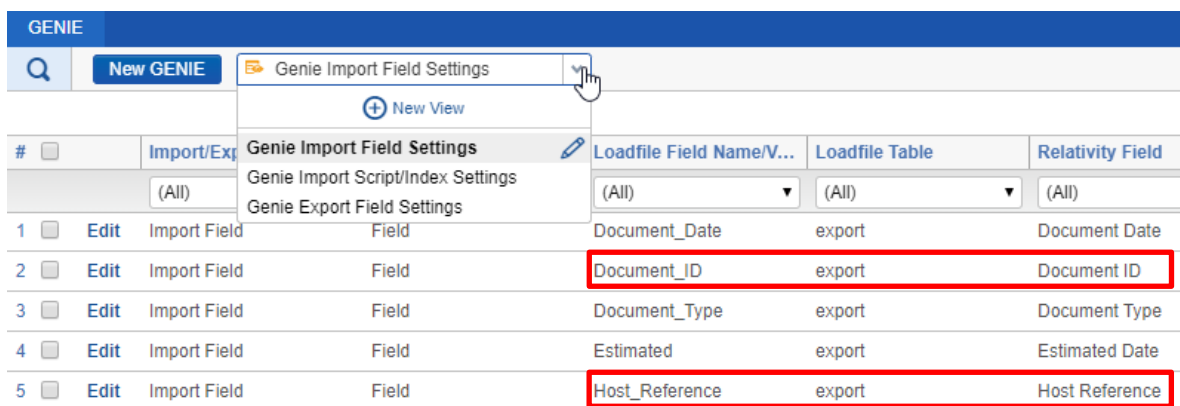 GENIE
New GENIE Genie Import Field Settings
New View
Genie Import Field Settings
Genie Import Script/Index Settings
Genie Export Field Settings
# Import/Exp Loadfile Field Name/V... Loadfile Table Relativity Field
(All) (All) (All) (All)
1 Edit Import Field Field Document_Date export Document Date
2 Edit Import Field Field Document_ID export Document ID
3 Edit Import Field Field Document_Type export Document Type
4 Edit Import Field Field Estimated export Estimated Date
5 Edit Import Field Field Host_Reference export Host Reference